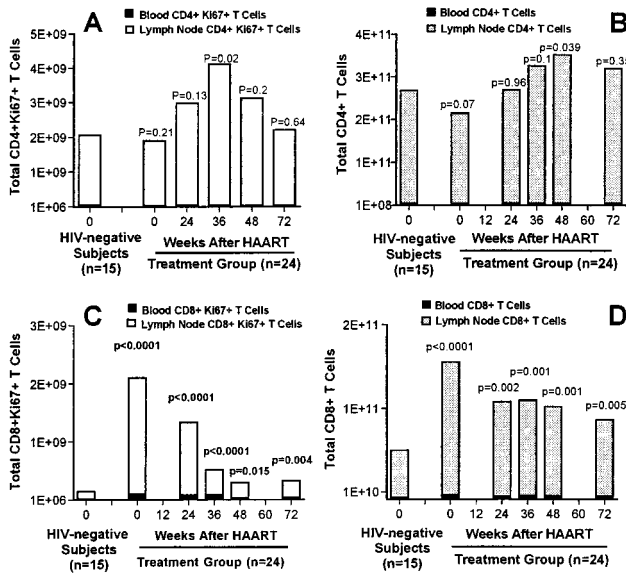 A
Blood CD4+ Ki67+ T Cells
Lymph Node CD4+ Ki67+ T Cells
Total CD4+Ki67+ T Cells
5E+09
4E+09
3E+09
2E+09
1E+06
P=0.21
P=0.13
P=0.02
P=0.2
P=0.64
0
0
24
36
48
72
HIV-negative
Subjects
(n=15)
Weeks After HAART
Treatment Group (n=24)
B
Blood CD4+ T Cells
Lymph Node CD4+ T Cells
Total CD4+ T Cells
4E+11
3E+11
2E+11
1E+11
1E+08
p=0.07
p=0.96
p=0.1
p=0.039
0
0
12
24
36
48
60
72
HIV-negative
Subjects
(n=15)
Weeks After HAART
Treatment Group (n=24)
C
Blood CD8+ Ki67+ T Cells
Lymph Node CD8+ Ki67+ T Cells
Total CD8+Ki67+ T Cells
3E+09
2E+09
1E+09
1E+06
p<0.0001
p<0.0001
p<0.0001
p=0.015
p=0.004
0
0
12
24
36
48
60
72
HIV-negative
Subjects
(n=15)
Weeks After HAART
Treatment Group (n=24)
D
Blood CD8+ T Cells
Lymph Node CD8+ T Cells
Total CD8+ T Cells
2E+11
1E+11
1E+10
p<0.0001
p=0.002
p=0.001
p=0.001
p=0.005
0
0
12
24
36
48
60
72
HIV-negative
Subjects
(n=15)
Weeks After HAART
Treatment Group (n=24)